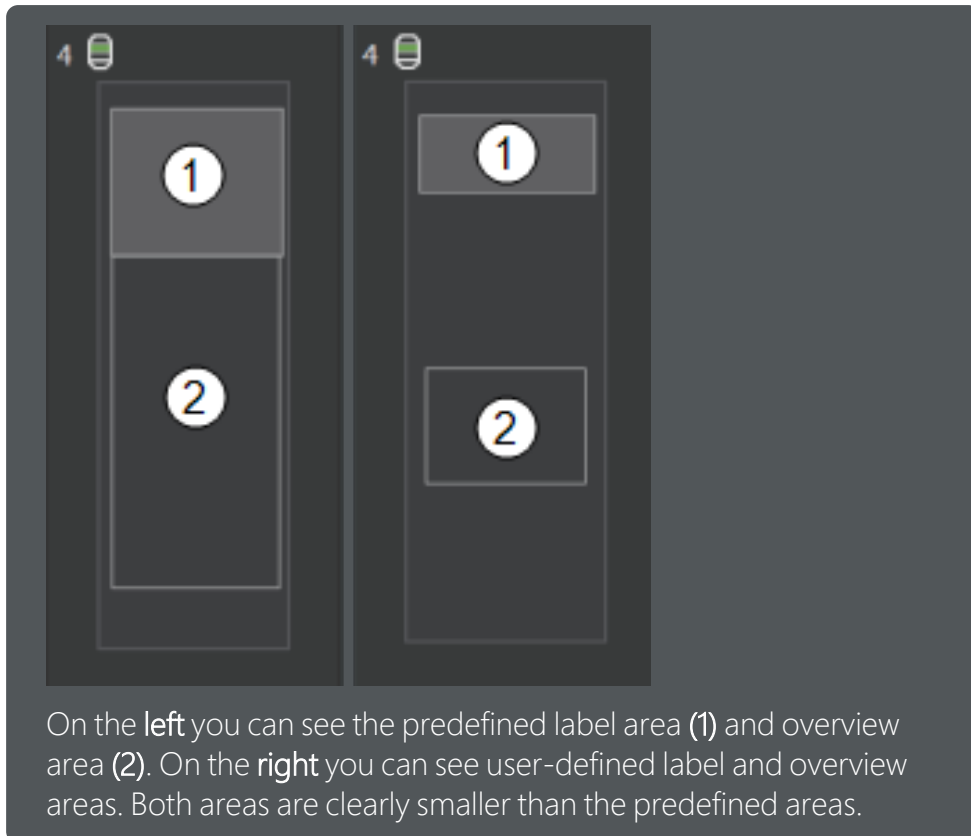 4 4
1 1
2 2
On the left you can see the predefined label area (1) and overview
area (2). On the right you can see user-defined label and overview
areas. Both areas are clearly smaller than the predefined areas.